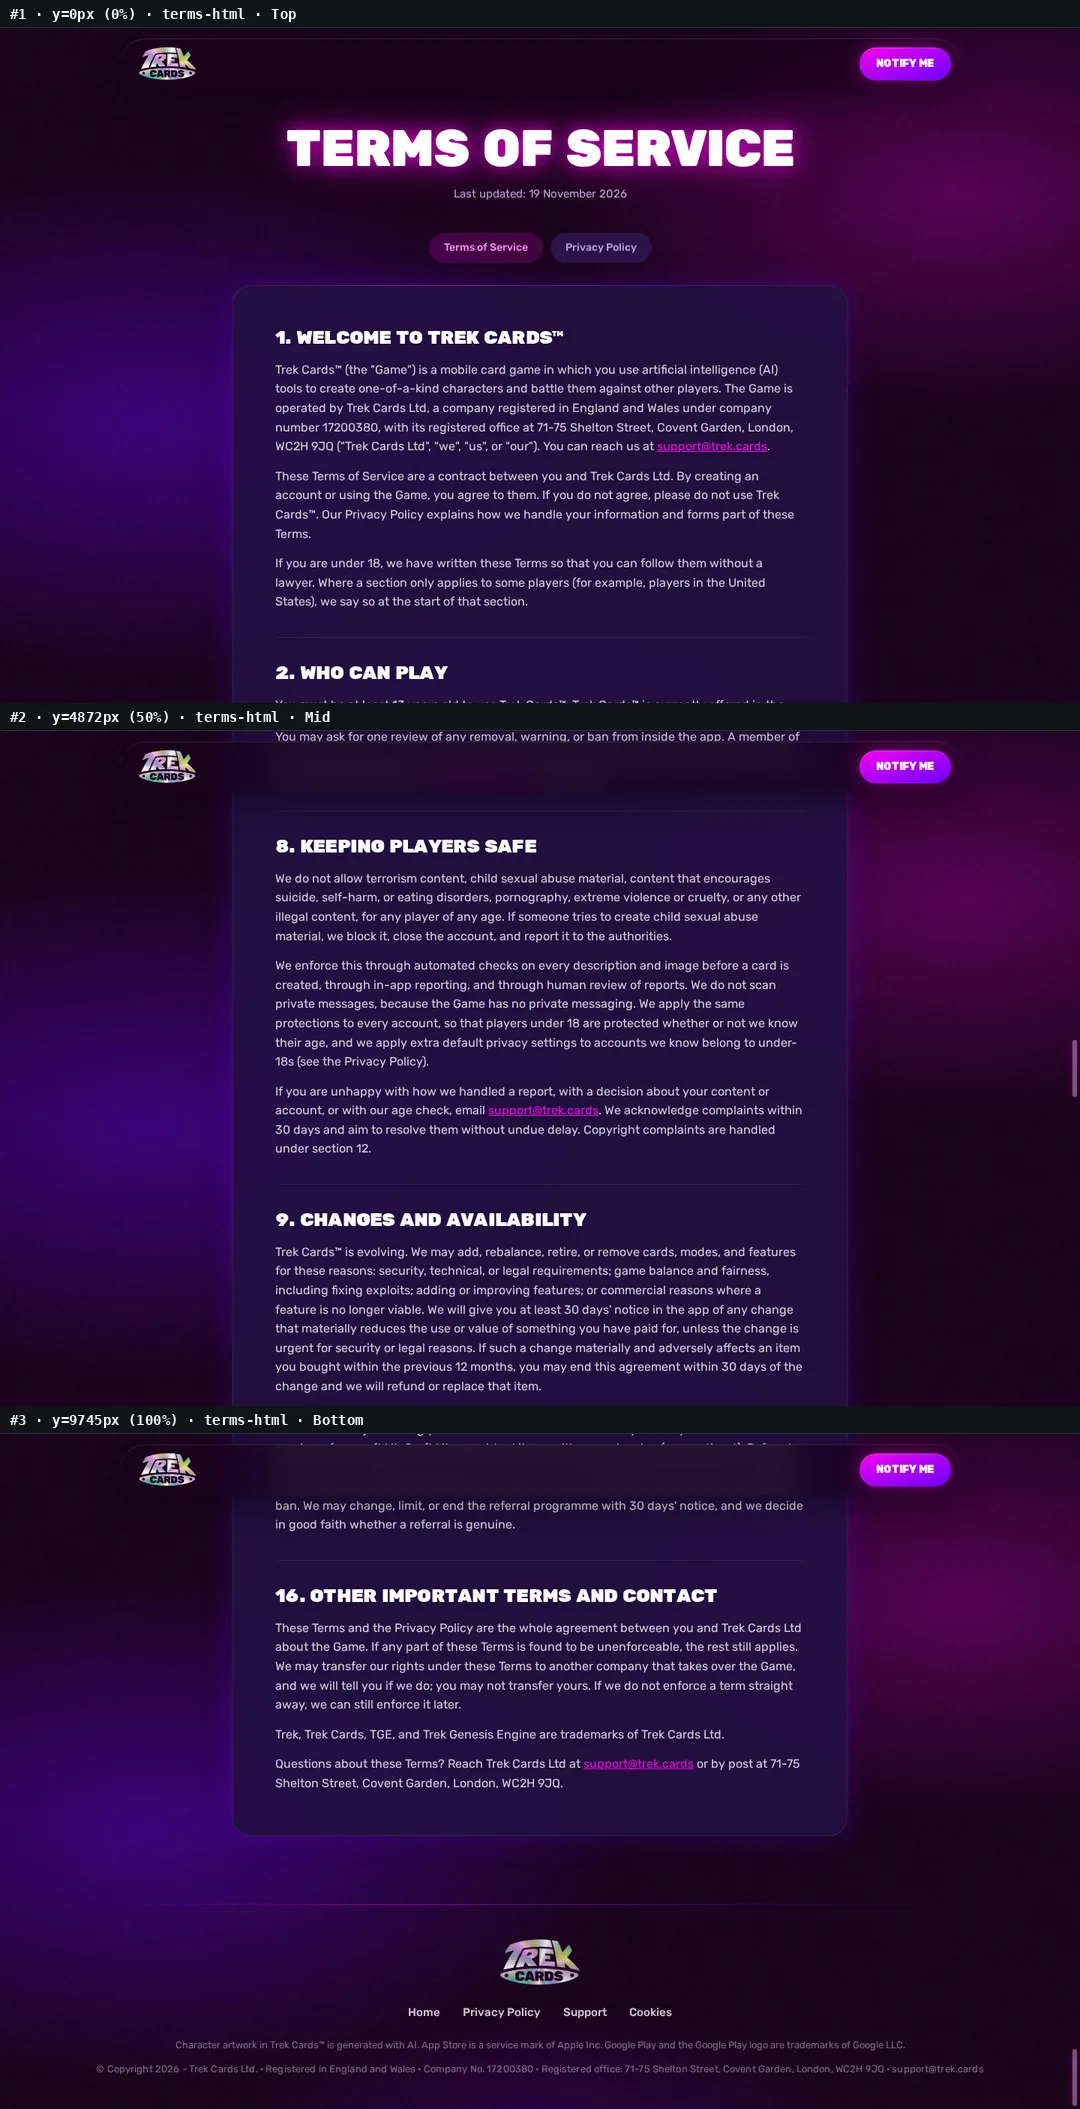 #1 · y=0px (0%) · terms-html · Top
TREK
CARDS
NOTIFY ME
TERMS OF SERVICE
Last updated: 19 November 2026
Terms of Service
Privacy Policy
1. WELCOME TO TREK CARDS™
Trek Cards™ (the "Game") is a mobile card game in which you use artificial intelligence (AI)
tools to create one-of-a-kind characters and battle them against other players. The Game is
operated by Trek Cards Ltd, a company registered in England and Wales under company
number 17200380, with its registered office at 71-75 Shelton Street, Covent Garden, London,
WC2H 9JQ ("Trek Cards Ltd", "we", "us", or "our"). You can reach us at support@trek.cards.
These Terms of Service are a contract between you and Trek Cards Ltd. By creating an
account or using the Game, you agree to them. If you do not agree, please do not use Trek
Cards™. Our Privacy Policy explains how we handle your information and forms part of these
Terms.
If you are under 18, we have written these Terms so that you can follow them without a
lawyer. Where a section only applies to some players (for example, players in the United
States), we say so at the start of that section.
2. WHO CAN PLAY
#2 · y=4872px (50%) · terms-html · Mid
You may ask for one review of any removal, warning, or ban from inside the app. A member of
TREK
CARDS
NOTIFY ME
8. KEEPING PLAYERS SAFE
We do not allow terrorism content, child sexual abuse material, content that encourages
suicide, self-harm, or eating disorders, pornography, extreme violence or cruelty, or any other
illegal content, for any player of any age. If someone tries to create child sexual abuse
material, we block it, close the account, and report it to the authorities.
We enforce this through automated checks on every description and image before a card is
created, through in-app reporting, and through human review of reports. We do not scan
private messages, because the Game has no private messaging. We apply the same
protections to every account, so that players under 18 are protected whether or not we know
their age, and we apply extra default privacy settings to accounts we know belong to under-
18s (see the Privacy Policy).
If you are unhappy with how we handled a report, with a decision about your content or
account, or with our age check, email support@trek.cards. We acknowledge complaints within
30 days and aim to resolve them without undue delay. Copyright complaints are handled
under section 12.
9. CHANGES AND AVAILABILITY
Trek Cards™ is evolving. We may add, rebalance, retire, or remove cards, modes, and features
for these reasons: security, technical, or legal requirements; game balance and fairness,
including fixing exploits; adding or improving features; or commercial reasons where a
feature is no longer viable. We will give you at least 30 days' notice in the app of any change
that materially reduces the use or value of something you have paid for, unless the change is
urgent for security or legal reasons. If such a change materially and adversely affects an item
you bought within the previous 12 months, you may end this agreement within 30 days of the
change and we will refund or replace that item.
#3 · y=9745px (100%) · terms-html · Bottom
TREK
CARDS
NOTIFY ME
ban. We may change, limit, or end the referral programme with 30 days' notice, and we decide
in good faith whether a referral is genuine.
16. OTHER IMPORTANT TERMS AND CONTACT
These Terms and the Privacy Policy are the whole agreement between you and Trek Cards Ltd
about the Game. If any part of these Terms is found to be unenforceable, the rest still applies.
We may transfer our rights under these Terms to another company that takes over the Game,
and we will tell you if we do; you may not transfer yours. If we do not enforce a term straight
away, we can still enforce it later.
Trek, Trek Cards, TGE, and Trek Genesis Engine are trademarks of Trek Cards Ltd.
Questions about these Terms? Reach Trek Cards Ltd at support@trek.cards or by post at 71-75
Shelton Street, Covent Garden, London, WC2H 9JQ.
TREK
CARDS
Home
Privacy Policy
Support
Cookies
Character artwork in Trek Cards™ is generated with AI. App Store is a service mark of Apple Inc. Google Play and the Google Play logo are trademarks of Google LLC.
© Copyright 2026 - Trek Cards Ltd. • Registered in England and Wales • Company No. 17200380 • Registered office: 71-75 Shelton Street, Covent Garden, London, WC2H 9JQ • support@trek.cards